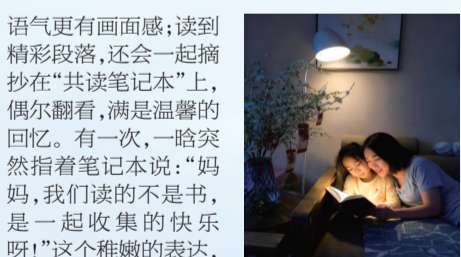 语气更有画面感；读到
精彩段落，还会一起摘
抄在“共读笔记本”上，
偶尔翻看，满是温馨的
回忆。有一次，一晗突
然指着笔记本说：“妈
妈，我们读的不是书，
是一起收集的快乐
呀！”这个稚嫩的表达，